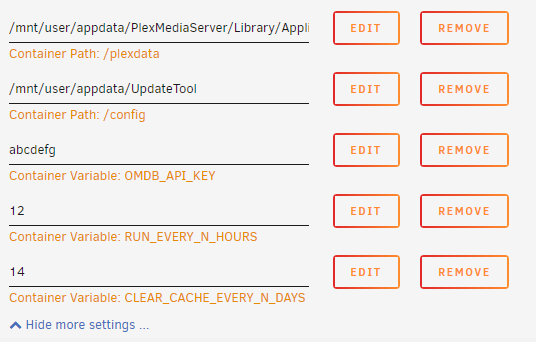 /mnt/user/appdata/PlexMediaServer/Library/Appli EDIT REMOVE
Container Path: /plexdata
/mnt/user/appdata/UpdateTool EDIT REMOVE
Container Path: /config
abcdefg EDIT REMOVE
Container Variable: OMDB_API_KEY
12 EDIT REMOVE
Container Variable: RUN_EVERY_N_HOURS
14 EDIT REMOVE
Container Variable: CLEAR_CACHE_EVERY_N_DAYS
Hide more settings ...